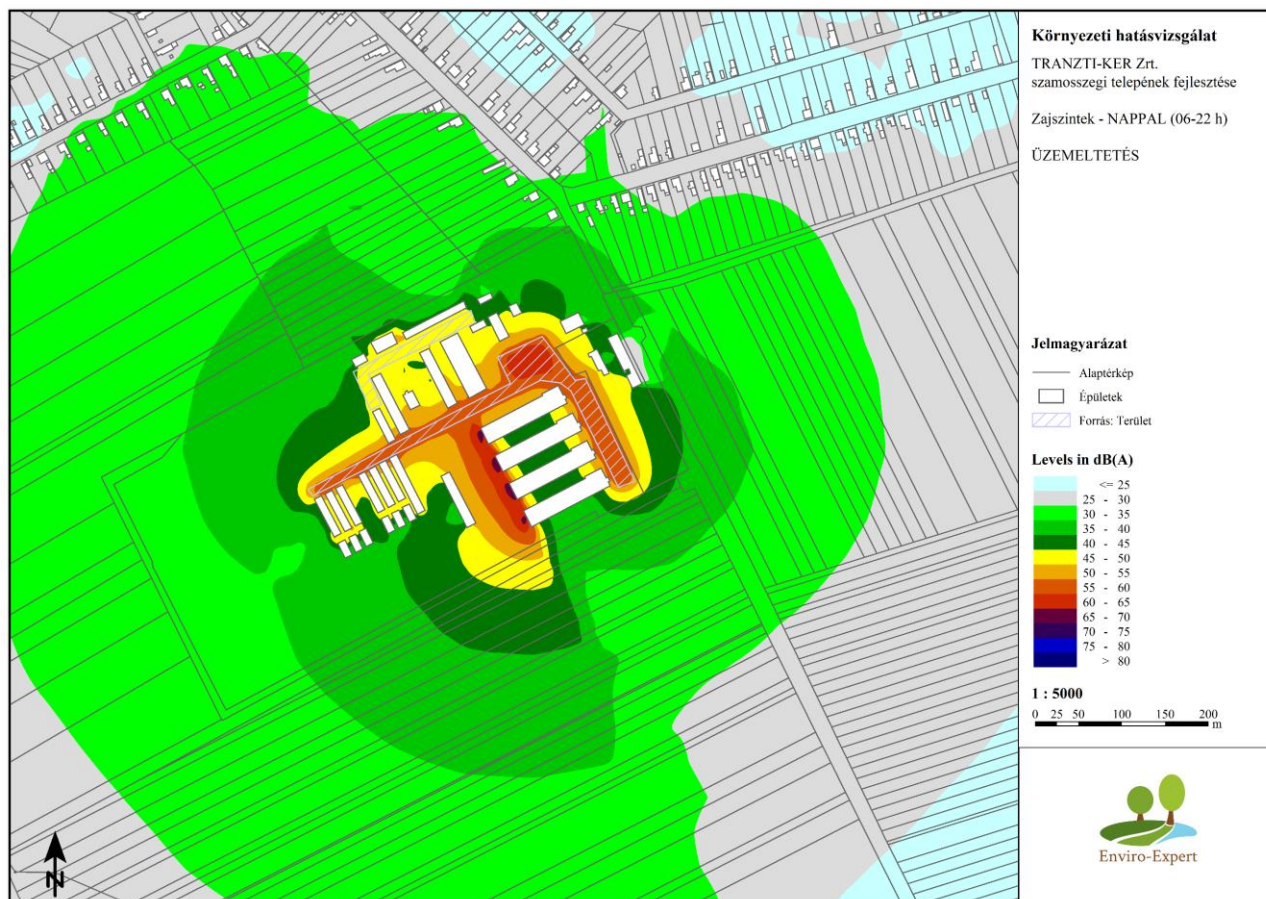 Környezeti hatásvizsgálat
TRANZTI-KER Zrt.
szamosszegi telepének fejlesztése
Zajszintek - NAPPAL (06-22 h)
ÜZEMELTETÉS
Jelmagyarázat
Alaptérkép
Épületek
Forrás: Terület
Levels in dB(A)
<= 25
25 - 30
30 - 35
35 - 40
40 - 45
45 - 50
50 - 55
55 - 60
60 - 65
65 - 70
70 - 75
75 - 80
> 80
1 : 5000
0 25 50 100 150 200
m
Enviro-Expert
N